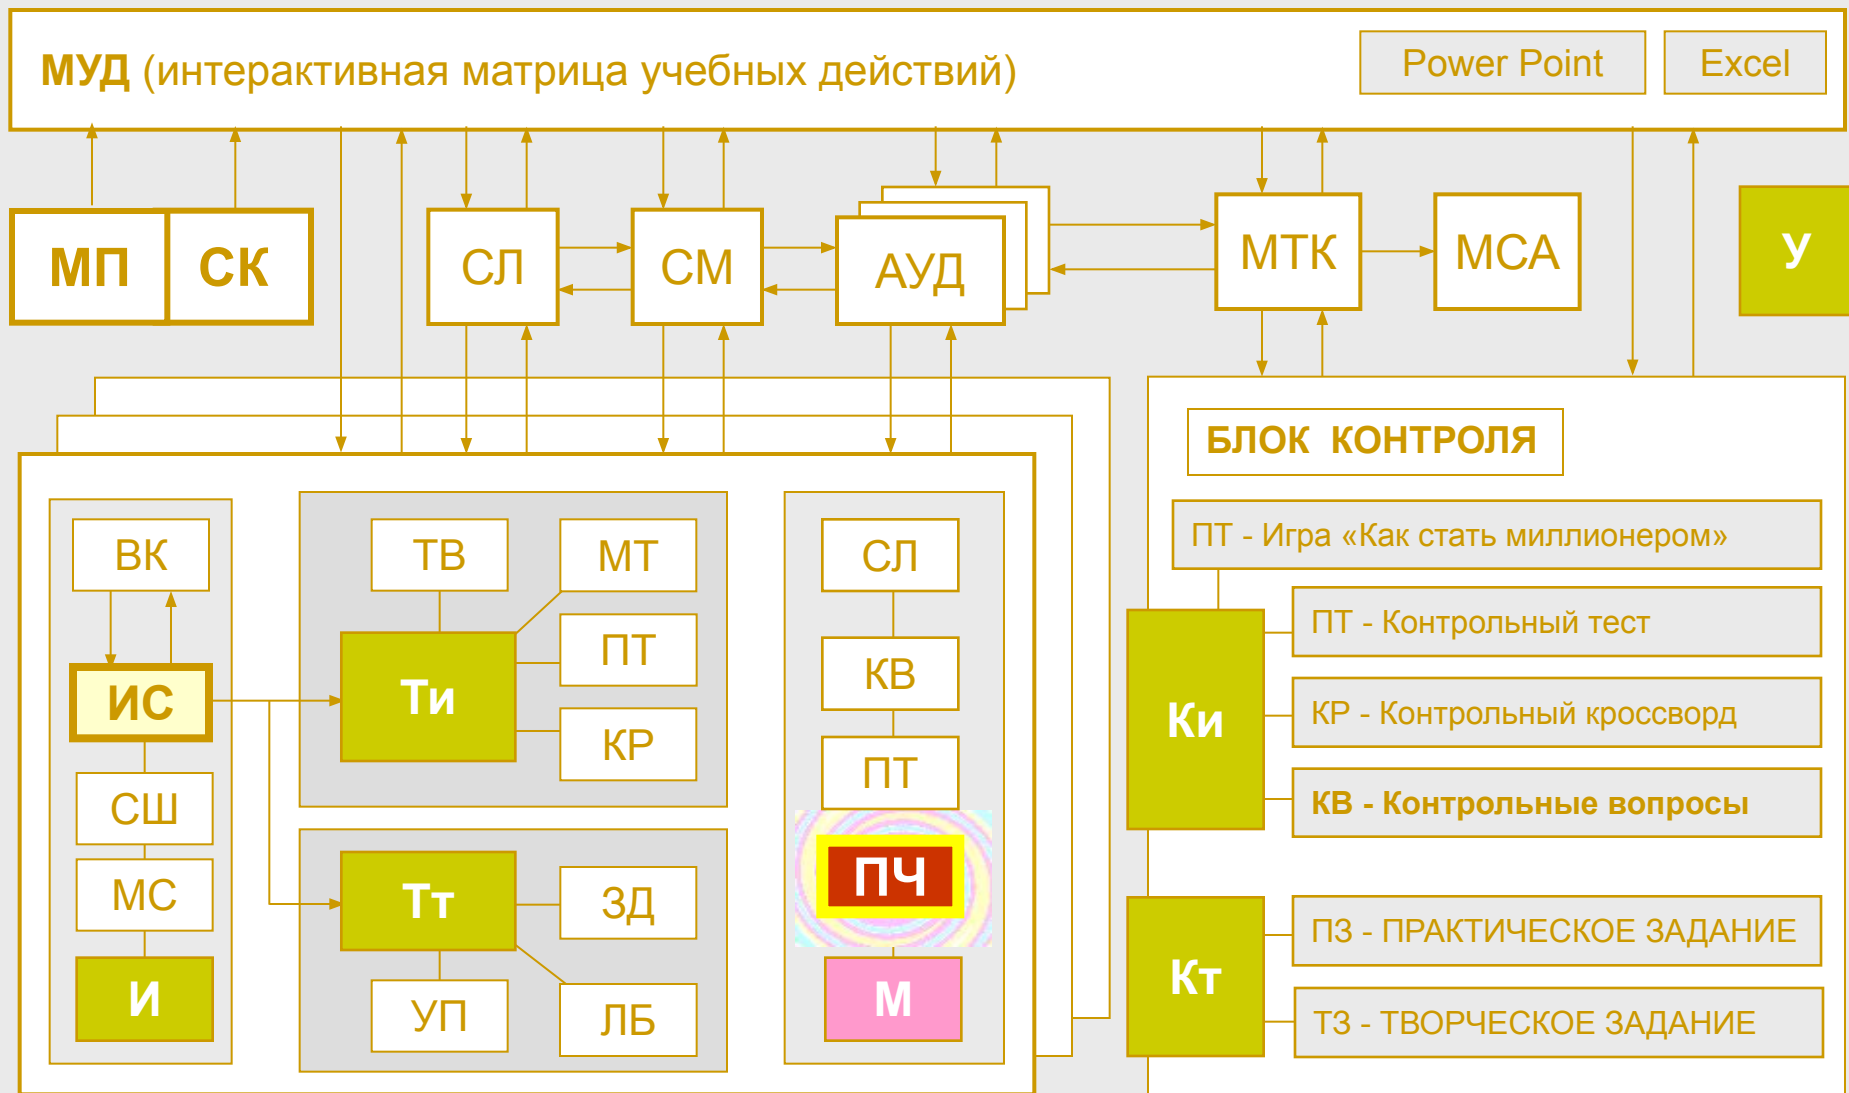 МУД (интерактивная матрица учебных действий)
Power Point
Excel
МП
СК
СЛ
СМ
АУД
МТК
МСА
У
ВК
ИС
СШ
МС
И
ТВ
МТ
ПТ
Ти
КР
Тт
ЗД
УП
ЛБ
СЛ
КВ
ПТ
ПЧ
М
БЛОК КОНТРОЛЯ
ПТ - Игра «Как стать миллионером»
Ки
ПТ - Контрольный тест
КР - Контрольный кроссворд
КВ - Контрольные вопросы
Кт
ПЗ - ПРАКТИЧЕСКОЕ ЗАДАНИЕ
ТЗ - ТВОРЧЕСКОЕ ЗАДАНИЕ